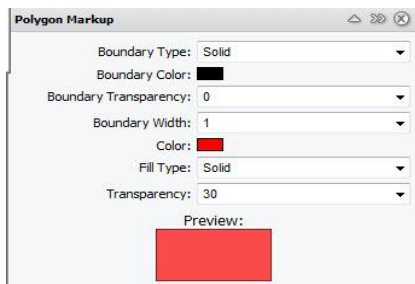 Polygon Markup
Boundary Type: Solid
Boundary Color:
Boundary Transparency: 0
Boundary Width: 1
Color:
Fill Type: Solid
Transparency: 30
Preview: